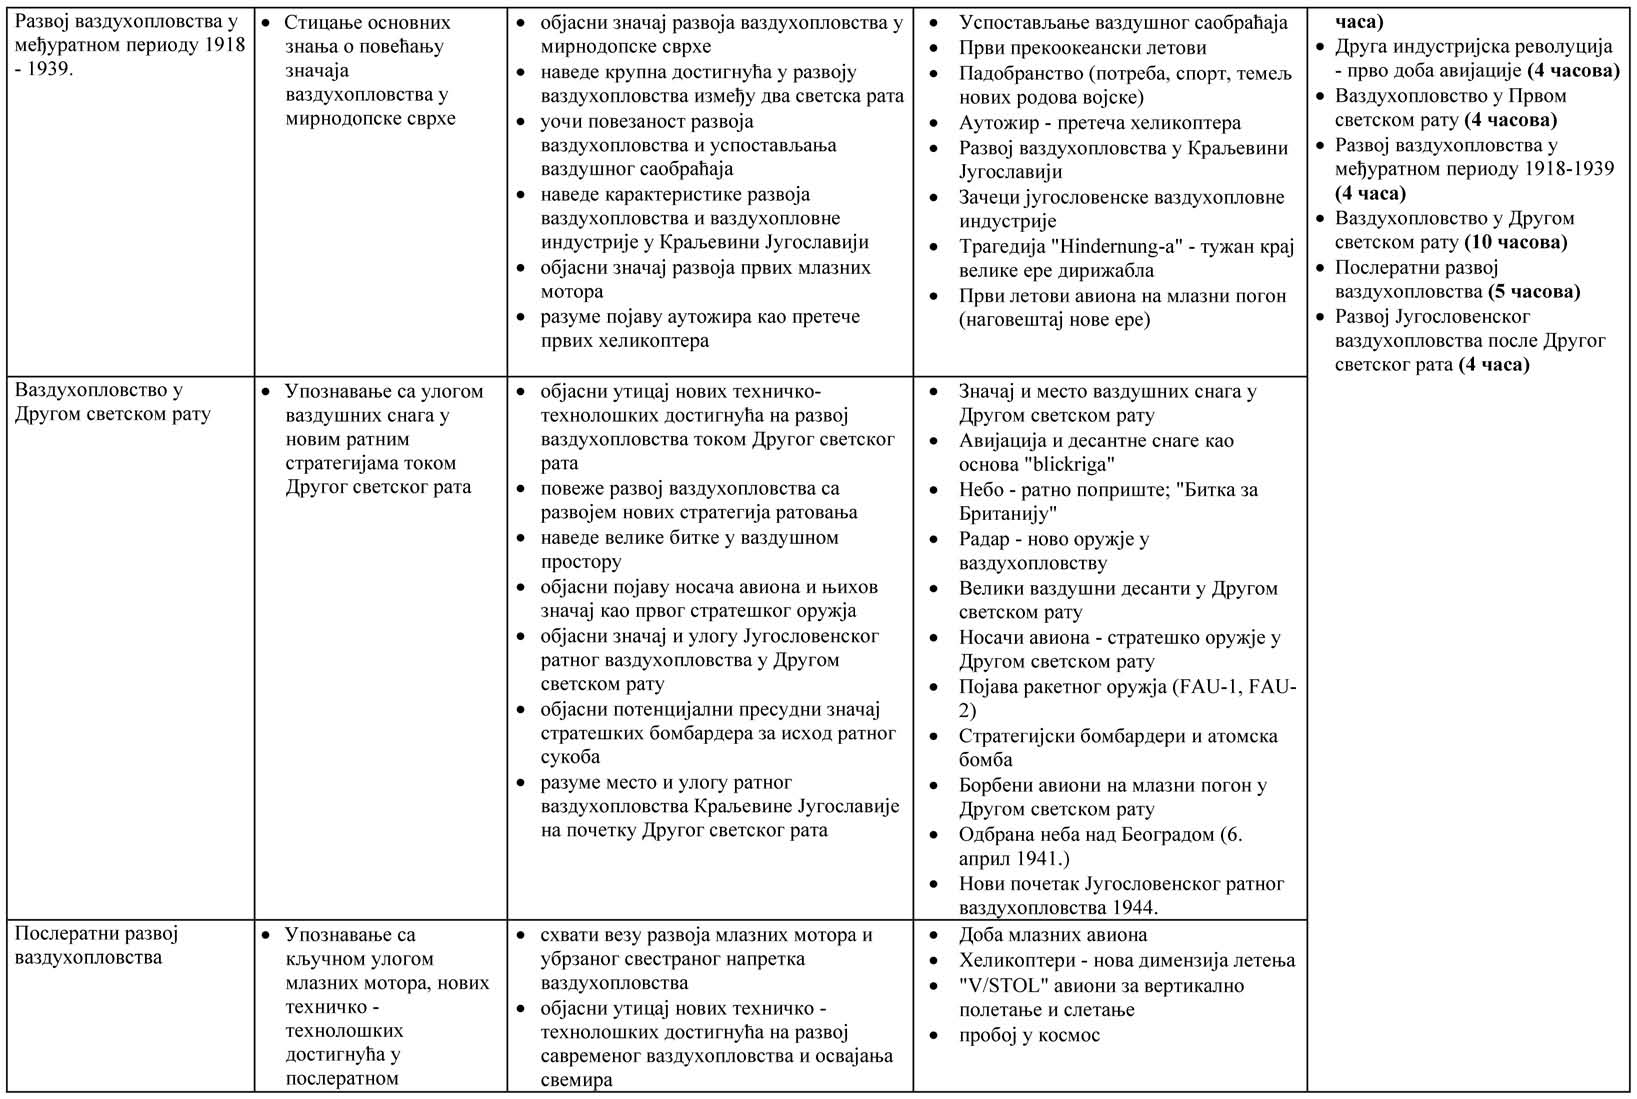 Развој ваздухопловства у
међуратном периоду 1918
- 1939.
• Стицање основних
знања о повећању
значаја
ваздухопловства у
мирнодопске сврхе
• објасни значај развоја ваздухопловства у
мирнодопске сврхе
• наведе крупна достигнућа у развоју
ваздухопловства између два светска рата
• уочи повезаност развоја
ваздухопловства и успостављања
ваздушног саобраћаја
• наведе карактеристике развоја
ваздухопловства и ваздухопловне
индустрије у Краљевини Југославији
• објасни значај развоја првих млазних
мотора
• разуме појаву аутожира као претече
првих хеликоптера
• Успостављање ваздушног саобраћаја
• Први прекоокеански летови
• Падобранство (потреба, спорт, темељ
нових родова војске)
• Аутожир - претеча хеликоптера
• Развој ваздухопловства у Краљевини
Југославији
• Зачеци југословенске ваздухопловне
индустрије
• Трагедија "Hindernung-a" - тужан крај
велике ере дирижабла
• Први летови авиона на млазни погон
(наговештај нове ере)
часа)
• Друга индустријска револуција
- прво доба авијације (4 часова)
• Ваздухопловство у Првом
светском рату (4 часова)
• Развој ваздухопловства у
међуратном периоду 1918-1939
(4 часа)
• Ваздухопловство у Другом
светском рату (10 часова)
• Послератни развој
ваздухопловства (5 часова)
• Развој Југословенског
ваздухопловства после Другог
светског рата (4 часа)
Ваздухопловство у
Другом светском рату
• Упознавање са улогом
ваздушних снага у
новим ратним
стратегијама током
Другог светског рата
• објасни утицај нових техничко-
технолошких достигнућа на развој
ваздухопловства током Другог светског
рата
• повеже развој ваздухопловства са
развојем нових стратегија ратовања
• наведе велике битке у ваздушном
простору
• објасни појаву носача авиона и њихов
значај као првог стратешког оружја
• објасни значај и улогу Југословенског
ратног ваздухопловства у Другом
светском рату
• објасни потенцијални пресудни значај
стратешких бомбардера за исход ратног
сукоба
• разуме место и улогу ратног
ваздухопловства Краљевине Југославије
на почетку Другог светског рата
• Значај и место ваздушних снага у
Другом светском рату
• Авијација и десантне снаге као
основа "blickriga"
• Небо - ратно поприште; "Битка за
Британију"
• Радар - ново оружје у
ваздухопловству
• Велики ваздушни десанти у Другом
светском рату
• Носачи авиона - стратешко оружје у
Другом светском рату
• Појава ракетног оружја (FAU-1, FAU-
2)
• Стратегијски бомбардери и атомска
бомба
• Борбени авиони на млазни погон у
Другом светском рату
• Одбрана неба над Београдом (6.
април 1941.)
• Нови почетак Југословенског ратног
ваздухопловства 1944.
Послератни развој
ваздухопловства
• Упознавање са
кључном улогом
млазних мотора, нових
техничко -
технолошких
достигнућа у
послератном
• схвати везу развоја млазних мотора и
убрзаног свестраног напретка
ваздухопловства
• објасни утицај нових техничко -
технолошких достигнућа на развој
савременог ваздухопловства и освајања
свемира
• Доба млазних авиона
• Хеликоптери - нова димензија летења
• "V/STOL" авиони за вертикално
полетање и слетање
• пробој у космос